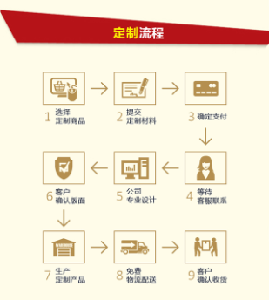 定制流程
1 选择
定制商品
2 提交
定制材料
3 确定支付
6 客户
确认版面
5 公司
专业设计
4 等待
客服联系
7 生产
定制产品
8 免费
物流配送
9 客户
确认收货